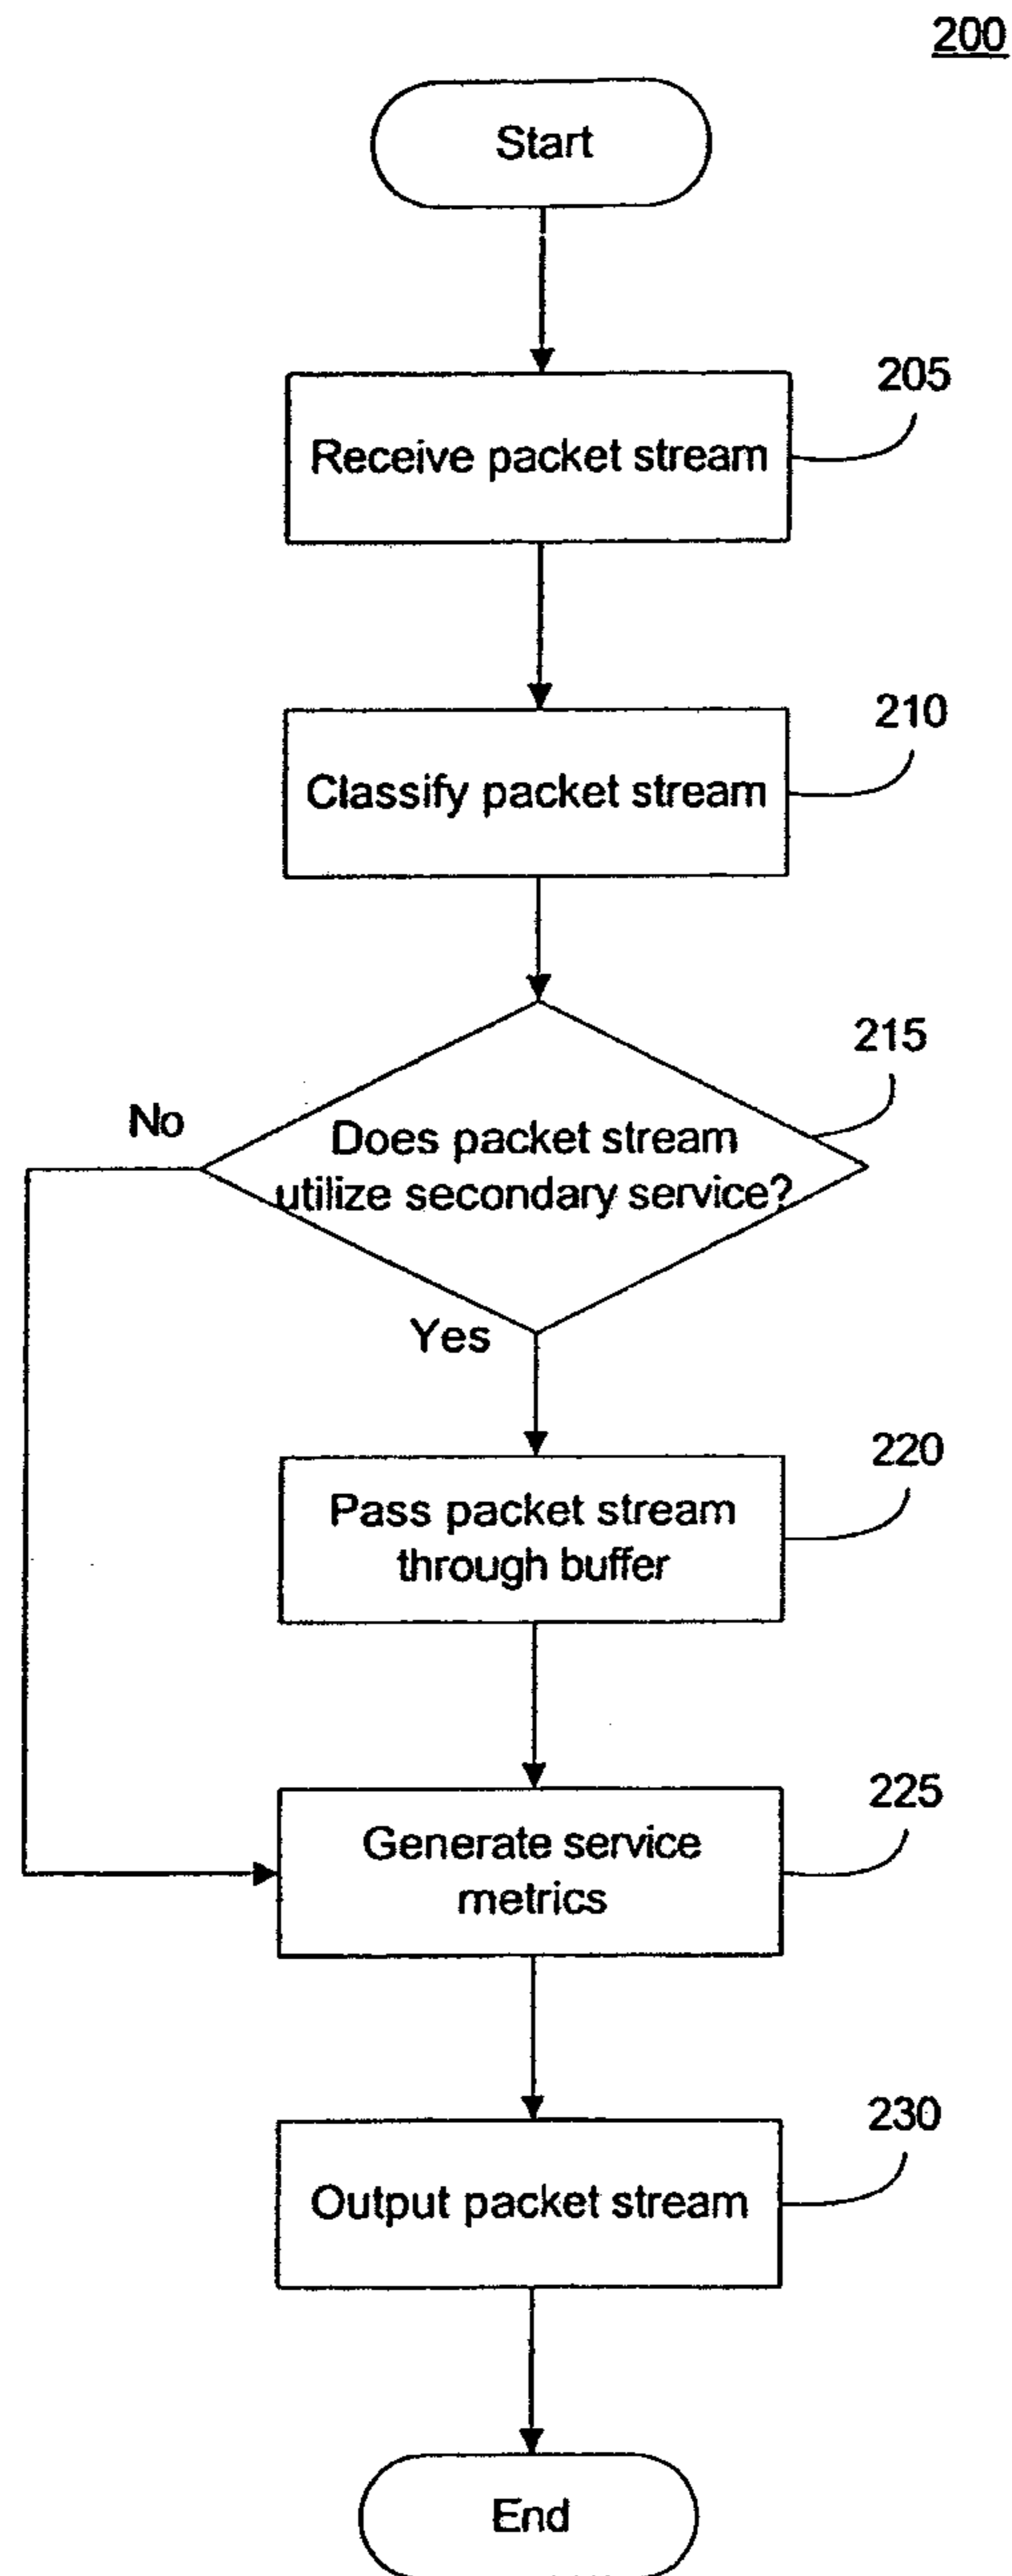 200
Start
205
Receive packet stream
210
Classify packet stream
215
No
Does packet stream
utilize secondary service?
Yes
220
Pass packet stream
through buffer
225
Generate service
metrics
230
Output packet stream
End